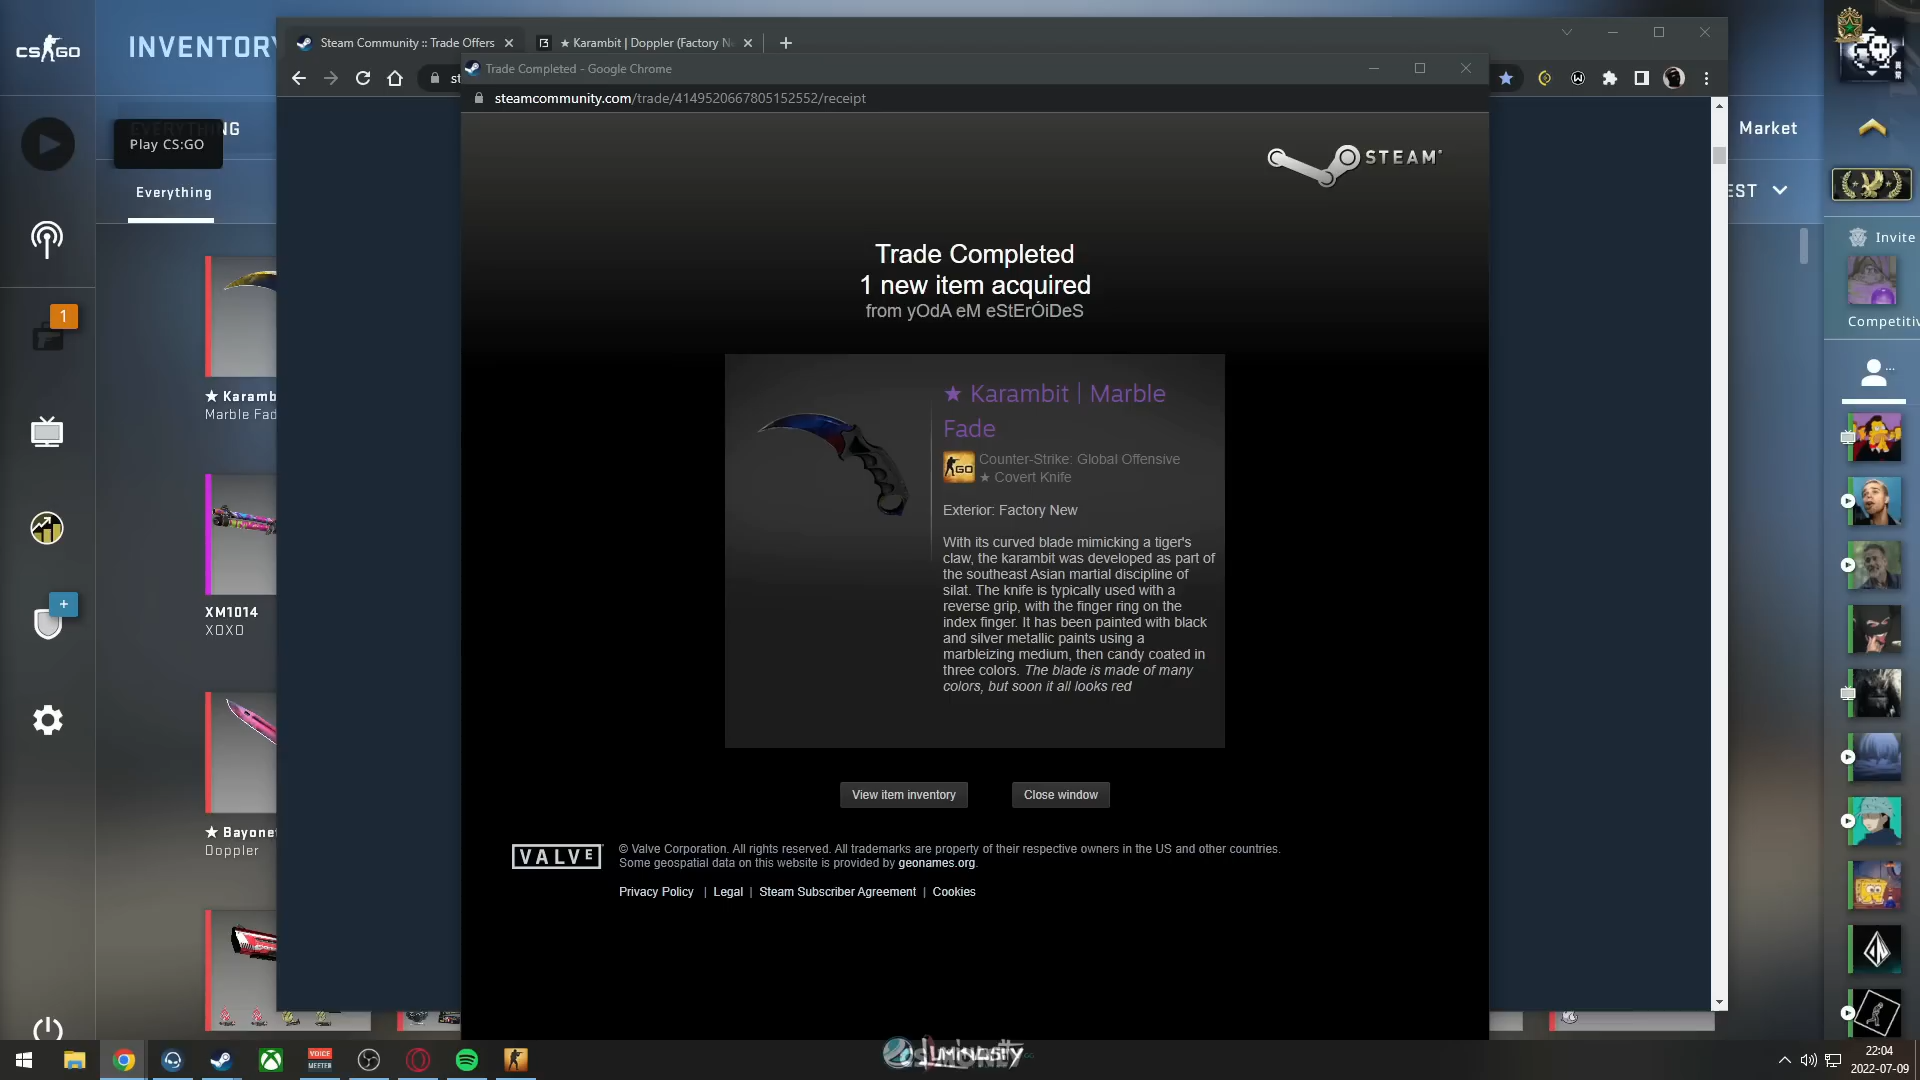 CS GO
INVENTORY
Steam Community :: Trade Offers
★ Karambit | Doppler (Factory N
Trade Completed - Google Chrome
st
steamcommunity.com/trade/4149520667805152552/receipt
EVERYTHING
Play CS:GO
Market
STEAM
Everything
EST
Invite
Trade Completed
1 new item acquired
from yOdA eM eStErÓiDeS
1
Competitiv
★ Karamb
Marble Fad
★ Karambit | Marble
Fade
GO
Counter-Strike: Global Offensive
★ Covert Knife
Exterior: Factory New
With its curved blade mimicking a tiger's
claw, the karambit was developed as part of
the southeast Asian martial discipline of
silat. The knife is typically used with a
reverse grip, with the finger ring on the
index finger. It has been painted with black
and silver metallic paints using a
marbleizing medium, then candy coated in
three colors. The blade is made of many
colors, but soon it all looks red
XM1014
XOXO
View item inventory
Close window
★ Bayonet
Doppler
VALVE
© Valve Corporation. All rights reserved. All trademarks are property of their respective owners in the US and other countries.
Some geospatial data on this website is provided by geonames.org.
Privacy Policy | Legal | Steam Subscriber Agreement | Cookies
LUMINOSITY
VOICE
MEETER
22:04
2022-07-09